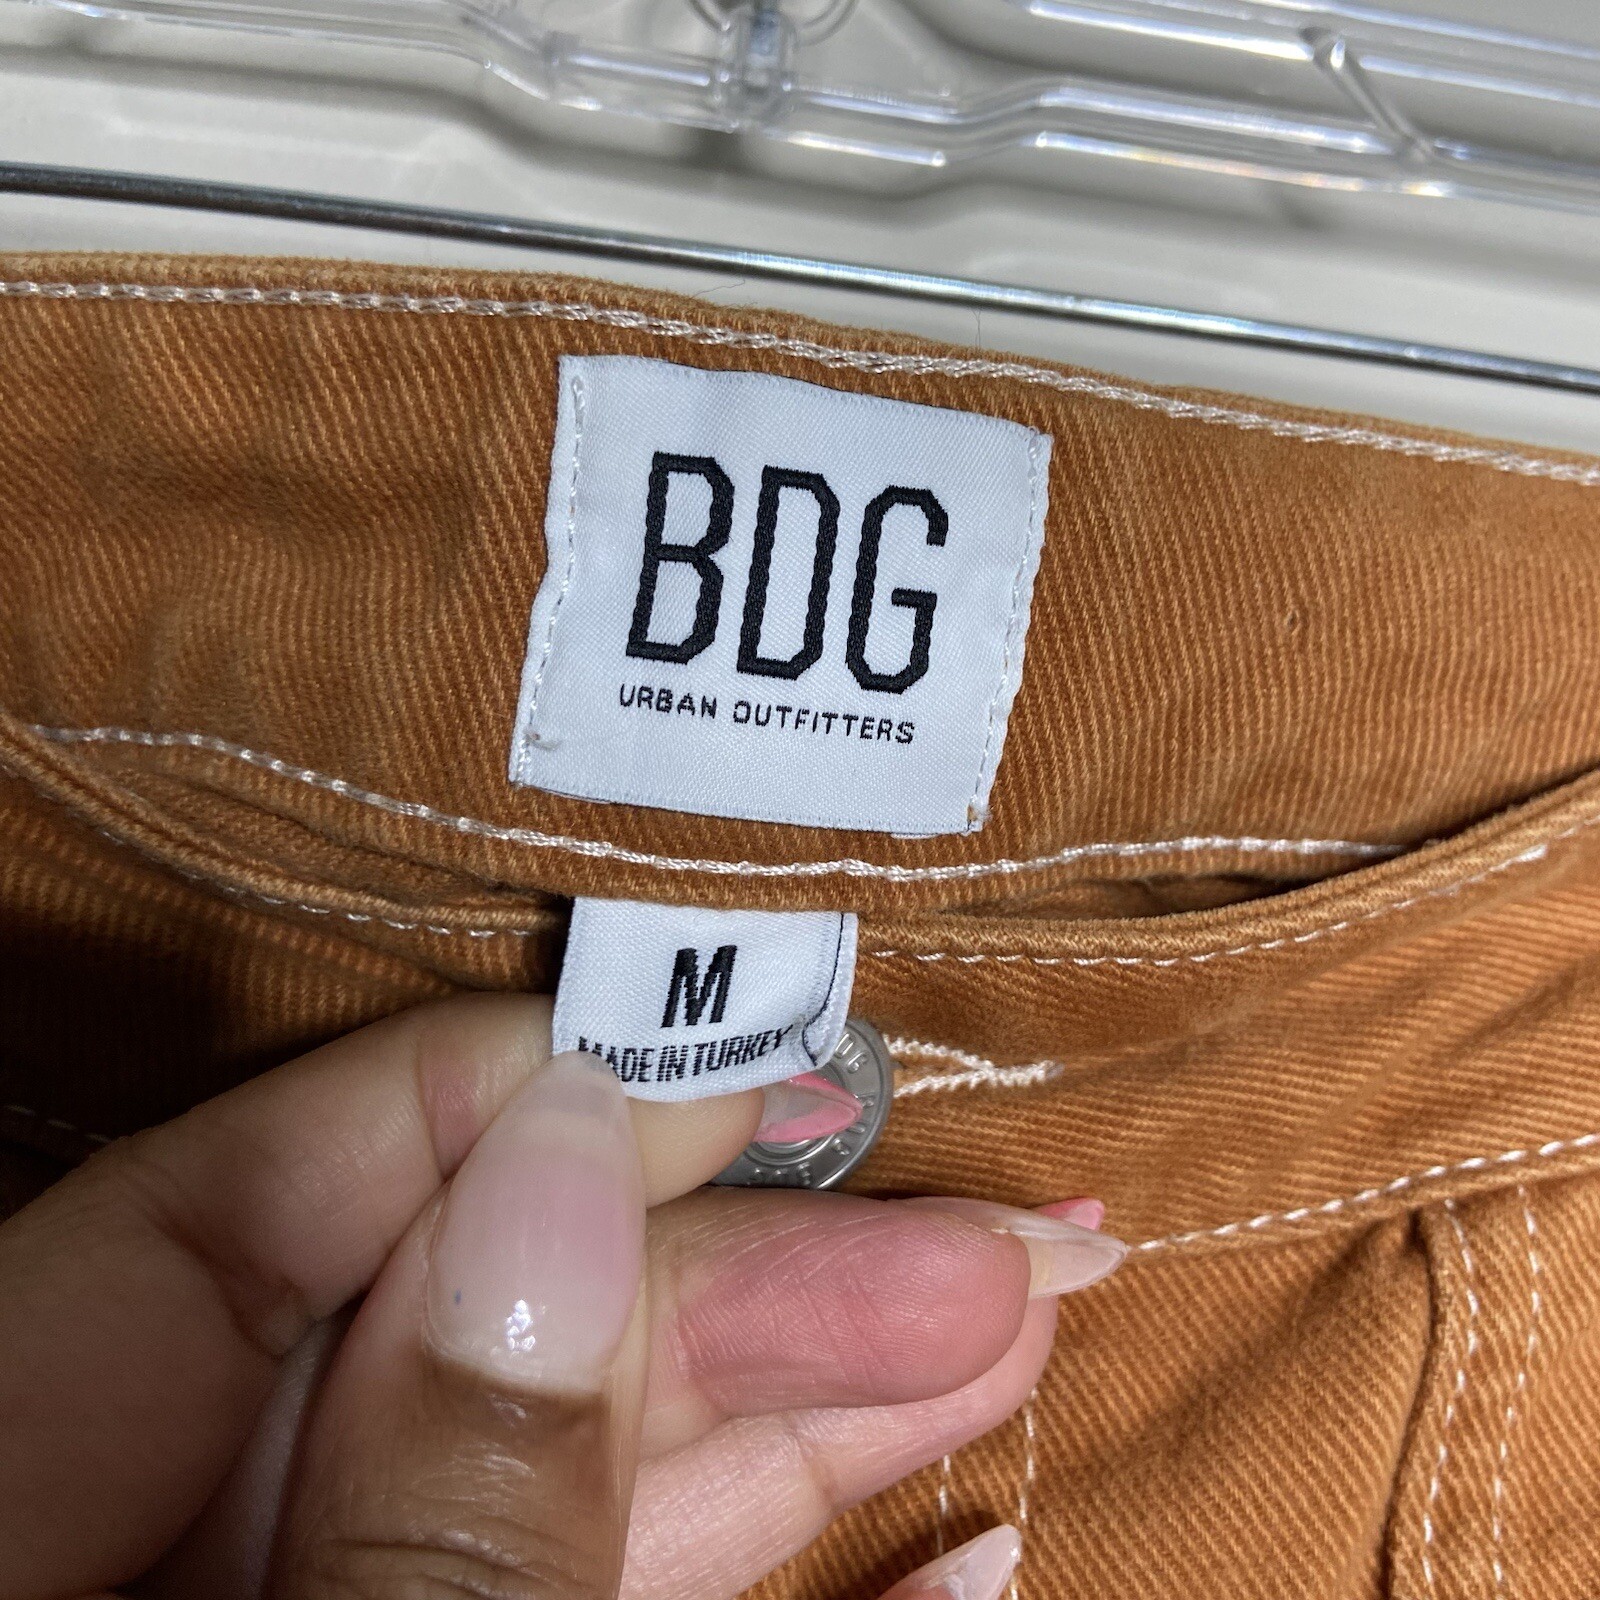 BDG
URBAN OUTFITTERS
M
MADE IN TURKEY